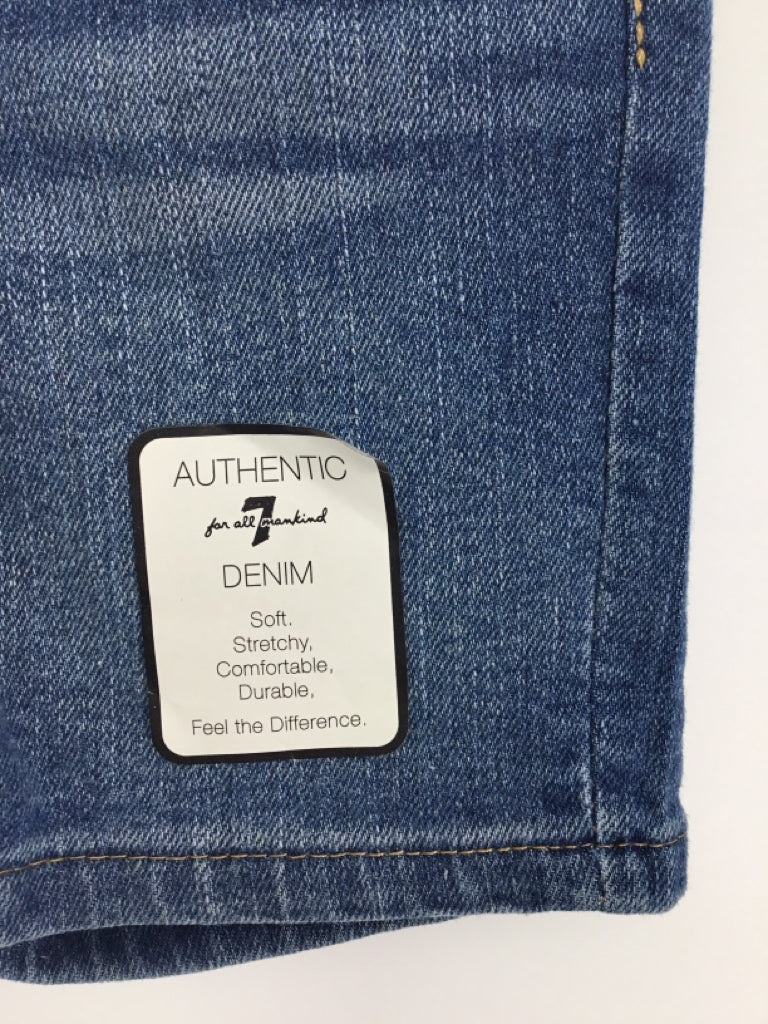 AUTHENTIC
for all 7 mankind
DENIM
Soft.
Stretchy,
Comfortable,
Durable,
Feel the Difference.